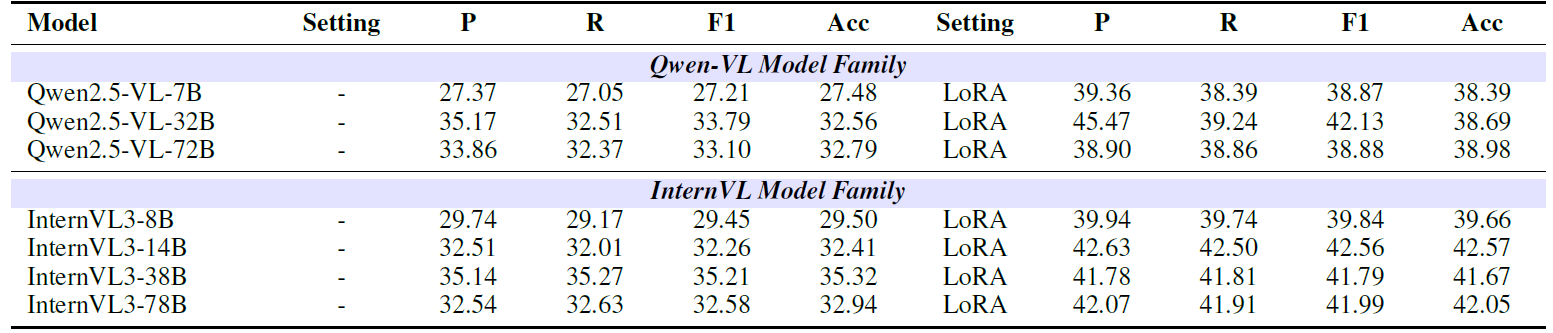 Model Setting P R F1 Acc Setting P R F1 Acc
Qwen-VL Model Family
Qwen2.5-VL-7B - 27.37 27.05 27.21 27.48 LoRA 39.36 38.39 38.87 38.39
Qwen2.5-VL-32B - 35.17 32.51 33.79 32.56 LoRA 45.47 39.24 42.13 38.69
Qwen2.5-VL-72B - 33.86 32.37 33.10 32.79 LoRA 38.90 38.86 38.88 38.98
InternVL Model Family
InternVL3-8B - 29.74 29.17 29.45 29.50 LoRA 39.94 39.74 39.84 39.66
InternVL3-14B - 32.51 32.01 32.26 32.41 LoRA 42.63 42.50 42.56 42.57
InternVL3-38B - 35.14 35.27 35.21 35.32 LoRA 41.78 41.81 41.79 41.67
InternVL3-78B - 32.54 32.63 32.58 32.94 LoRA 42.07 41.91 41.99 42.05